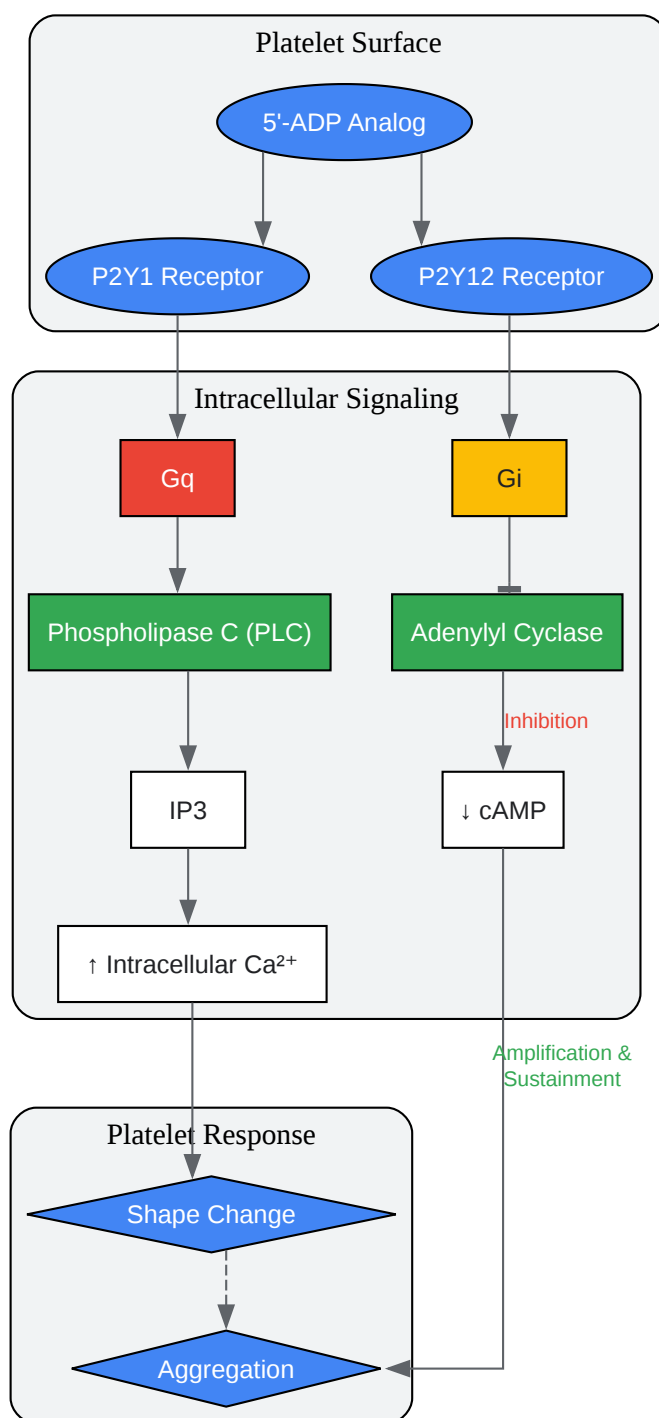 Platelet Surface
5'-ADP Analog
P2Y1 Receptor
P2Y12 Receptor
Intracellular Signaling
Gq
Gi
Phospholipase C (PLC)
Adenylyl Cyclase
Inhibition
IP3
↓ cAMP
↑ Intracellular Ca²⁺
Amplification &
Sustainment
Platelet Response
Shape Change
Aggregation